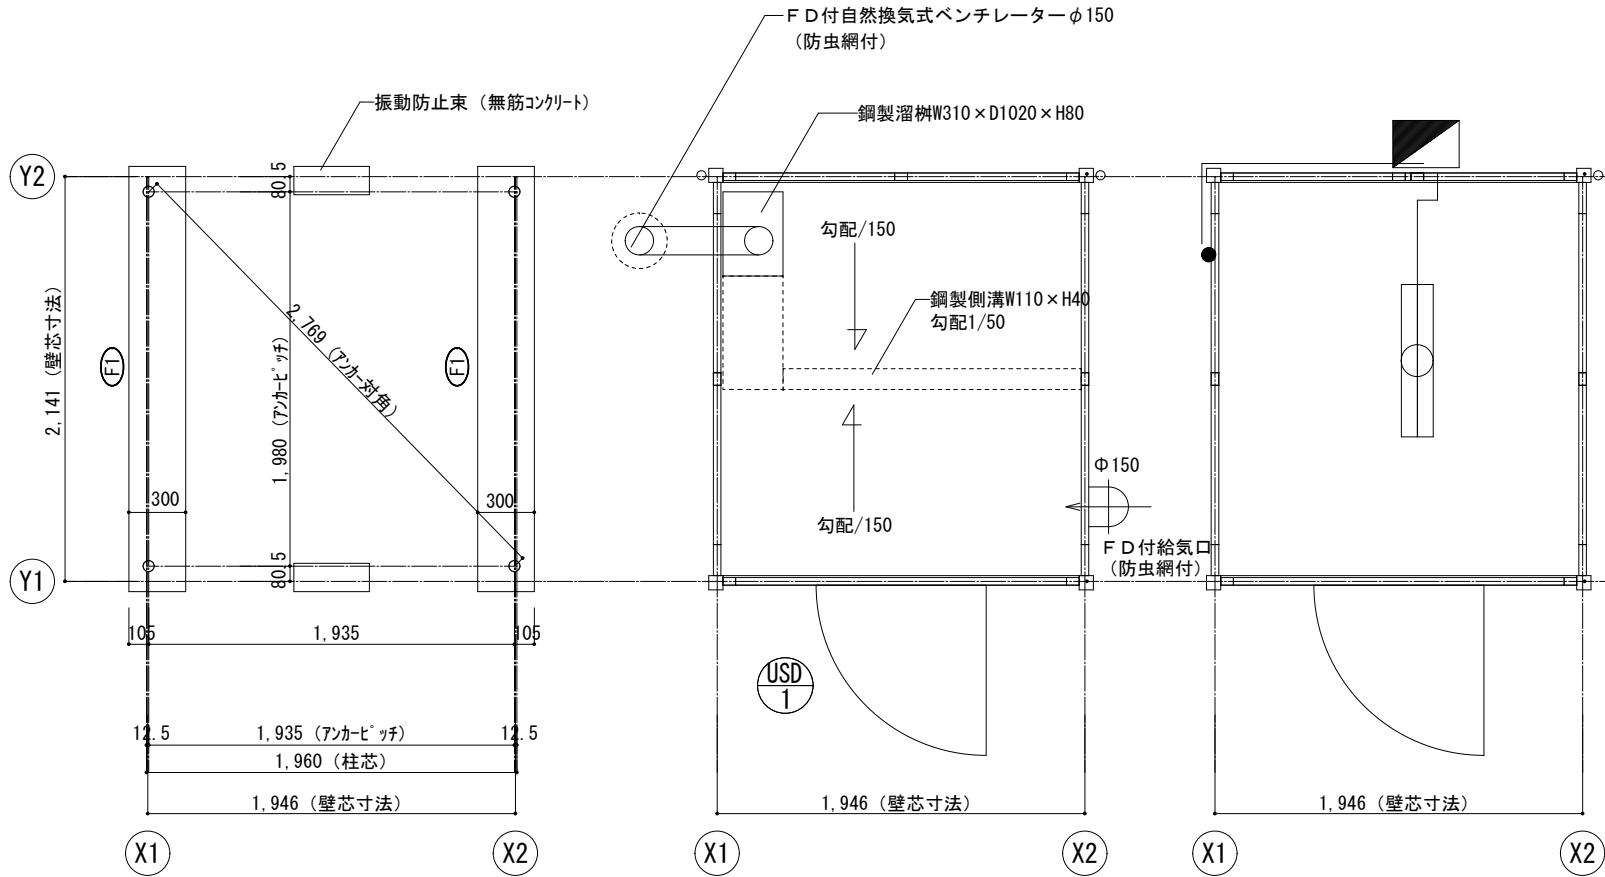 ＦＤ付自然換気式ベンチレーターφ150
（防虫網付）
振動防止束（無筋ｺﾝｸﾘｰﾄ）
鋼製溜桝W310×D1020×H80
Y2
80.5
勾配/150
鋼製側溝W110×H40
勾配1/50
2,141（壁芯寸法）
F1
2,769（ｱﾝｶｰ対角）
1,980（ｱﾝｶｰﾋﾟｯﾁ）
F1
300
300
Φ150
勾配/150
ＦＤ付給気口
（防虫網付）
Y1
80.5
105
1,935
105
USD
1
12.5
1,935（ｱﾝｶｰﾋﾟｯﾁ）
12.5
1,960（柱芯）
1,946（壁芯寸法）
1,946（壁芯寸法）
1,946（壁芯寸法）
X1
X2
X1
X2
X1
X2